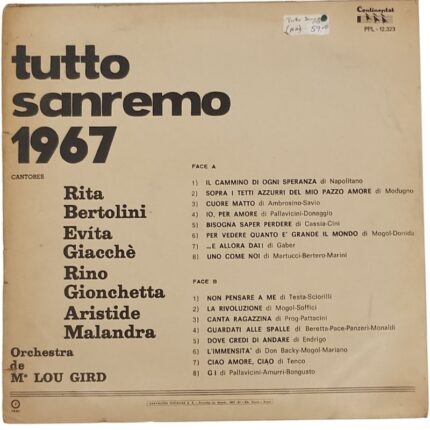 Tutto Sanremo
Continental
PPL - 12.323
tutto
sanremo
1967
CANTORES
Rita
Bertolini
Evita
Giacchè
Rino
Gionchetta
Aristide
Malandra
Orchestra
de
Mº LOU GIRD
FACE A
1) IL CAMMINO DI OGNI SPERANZA di Napolitano
2) SOPRA I TETTI AZZURRI DEL MIO PAZZO AMORE di Modugno
3) CUORE MATTO di Ambrosino-Savio
4) IO, PER AMORE di Pallavicini-Donaggio
5) BISOGNA SAPER PERDERE di Cassia-Cini
6) PER VEDERE QUANTO E' GRANDE IL MONDO di Mogol-Donida
7) ...E ALLORA DAI! di Gaber
8) UNO COME NOI di Martucci-Bertero-Marini
FACE B
1) NON PENSARE A ME di Testa-Sciorilli
2) LA RIVOLUZIONE di Mogol-Soffici
3) CANTA RAGAZZINA di Prog-Pattacini
4) GUARDATI ALLE SPALLE di Beretta-Pace-Panzeri-Monaldi
5) DOVE CREDI DI ANDARE di Endrigo
6) L'IMMENSITA' di Don Backy-Mogol-Mariano
7) CIAO AMORE, CIAO di Tenco
8) GI di Pallavicini-Amurri-Bongusto